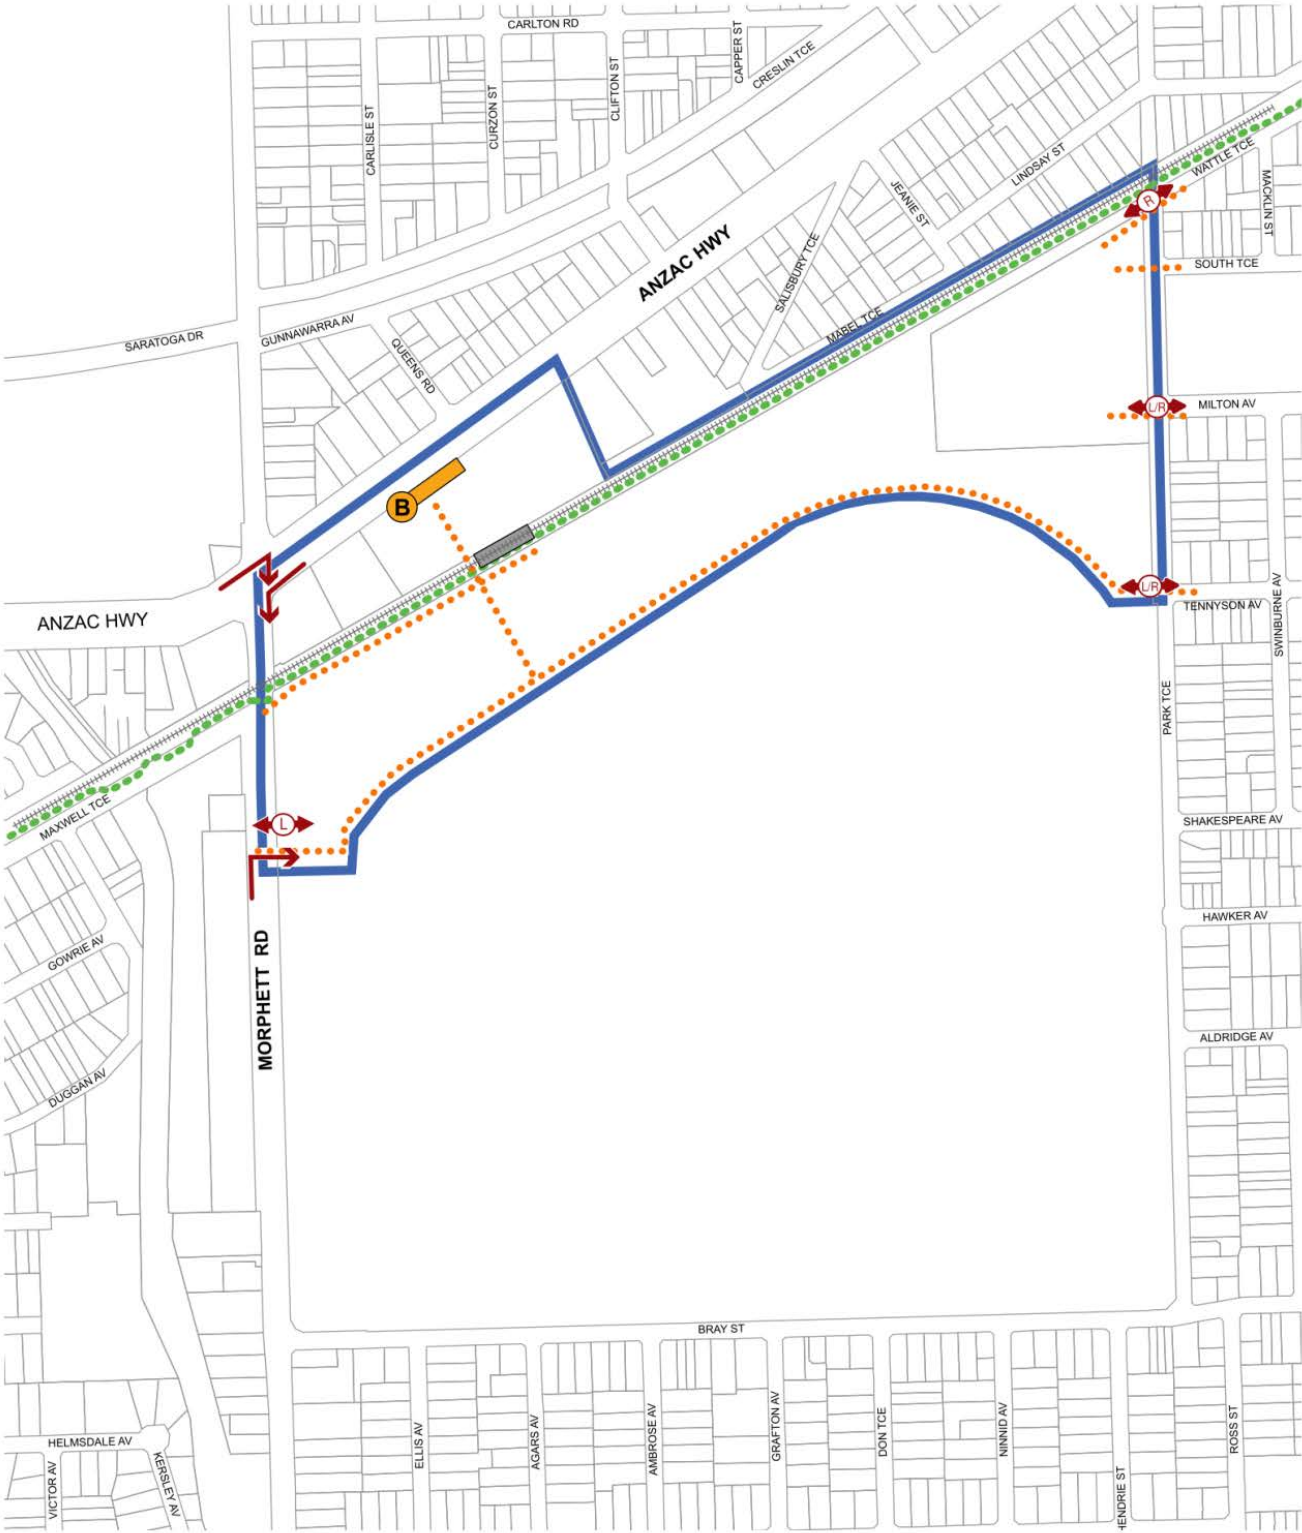 CARLTON RD
CAPPER ST
CRESLIN TCE
CLIFTON ST
CURZON ST
CARLISLE ST
LINDSAY ST
WATTLE TCE
MACKLIN ST
JEANIE ST
R
ANZAC HWY
SALISBURY TCE
SOUTH TCE
MABEL TCE
GUNNAWARRA AV
SARATOGA DR
QUEENS RD
L/R
MILTON AV
B
L/R
TENNYSON AV
SWINBURNE AV
ANZAC HWY
PARK TCE
MAXWELL TCE
L
SHAKESPEARE AV
HAWKER AV
GOWRIE AV
MORPHETT RD
ALDRIDGE AV
DUGGAN AV
BRAY ST
ELLIS AV
AGARS AV
AMBROSE AV
GRAFTON AV
DON TCE
NINNID AV
HENDRIE ST
ROSS ST
HELMSDALE AV
VICTOR AV
KERSLEY AV